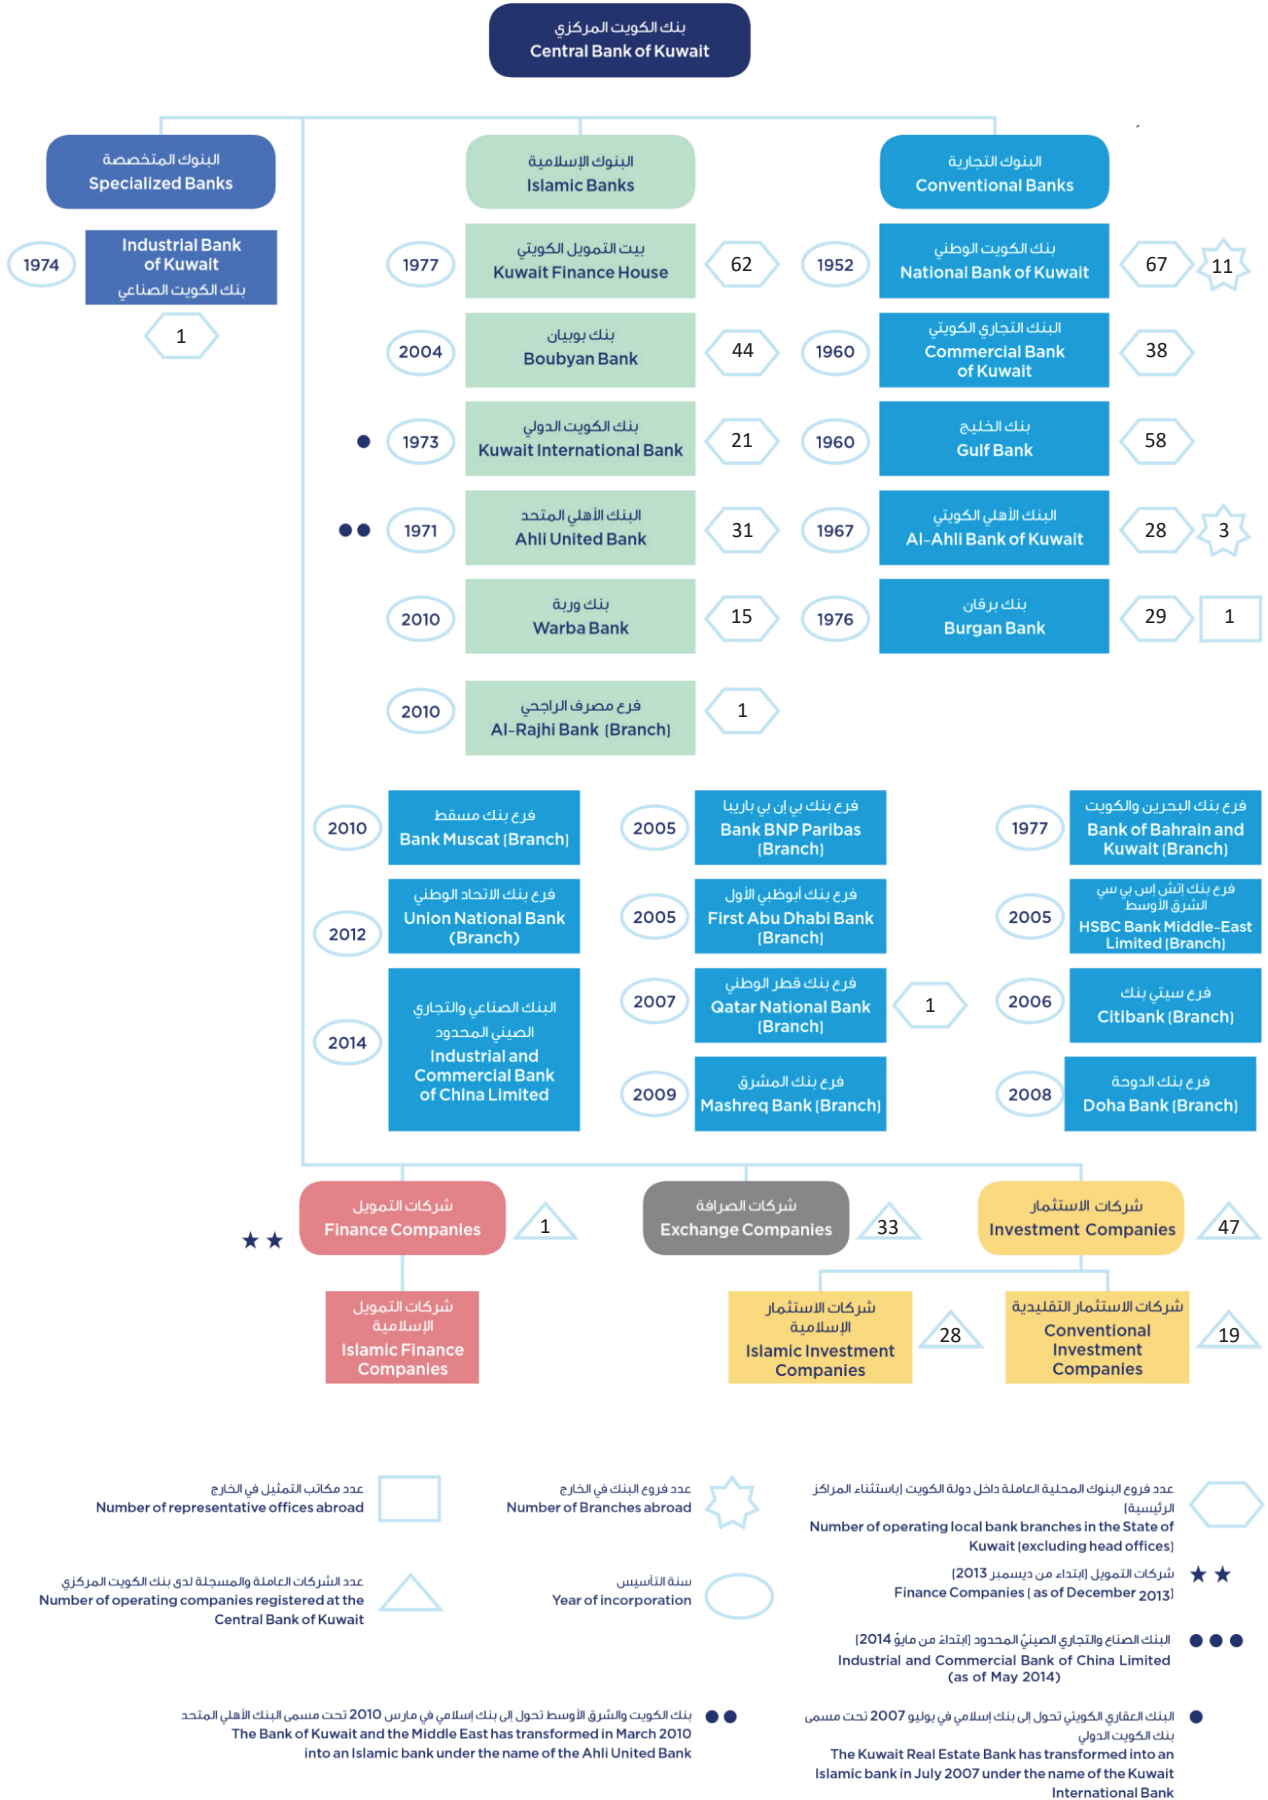 بنك الكويت المركزي
Central Bank of Kuwait
البنوك المتخصصة
Specialized Banks
البنوك الإسلامية
Islamic Banks
البنوك التجارية
Conventional Banks
1974
Industrial Bank
of Kuwait
بنك الكويت الصناعي
1
1977
بيت التمويل الكويتي
Kuwait Finance House
62
1952
بنك الكويت الوطني
National Bank of Kuwait
67
11
2004
بنك بوبيان
Boubyan Bank
44
1960
البنك التجاري الكويتي
Commercial Bank
of Kuwait
38
1973
بنك الكويت الدولي
Kuwait International Bank
21
1960
بنك الخليج
Gulf Bank
58
1971
البنك الأهلي المتحد
Ahli United Bank
31
1967
البنك الأهلي الكويتي
Al-Ahli Bank of Kuwait
28
3
2010
بنك وربة
Warba Bank
15
1976
بنك برقان
Burgan Bank
29
1
2010
فرع مصرف الراجحي
Al-Rajhi Bank (Branch)
1
2010
فرع بنك مسقط
Bank Muscat (Branch)
2005
فرع بنك بي إن بي باريبا
Bank BNP Paribas
(Branch)
1977
فرع بنك البحرين والكويت
Bank of Bahrain and
Kuwait (Branch)
2012
فرع بنك الاتحاد الوطني
Union National Bank
(Branch)
2005
فرع بنك أبوظبي الأول
First Abu Dhabi Bank
(Branch)
2005
فرع بنك إتش إس بي سي
الشرق الأوسط
HSBC Bank Middle-East
Limited (Branch)
2014
البنك الصناعي والتجاري
الصيني المحدود
Industrial and
Commercial Bank
of China Limited
2007
فرع بنك قطر الوطني
Qatar National Bank
(Branch)
1
2006
فرع سيتي بنك
Citibank (Branch)
2009
فرع بنك المشرق
Mashreq Bank (Branch)
2008
فرع بنك الدوحة
Doha Bank (Branch)
شركات التمويل
Finance Companies
1
شركات الصرافة
Exchange Companies
33
شركات الاستثمار
Investment Companies
47
شركات التمويل
الإسلامية
Islamic Finance
Companies
شركات الاستثمار
الإسلامية
Islamic Investment
Companies
28
شركات الاستثمار التقليدية
Conventional
Investment
Companies
19
عدد مكاتب التمثيل في الخارج
Number of representative offices abroad
عدد فروع البنك في الخارج
Number of Branches abroad
عدد فروع البنوك المحلية العاملة داخل دولة الكويت (باستثناء المراكز
الرئيسية)
Number of operating local bank branches in the State of
Kuwait (excluding head offices)
عدد الشركات العاملة والمسجلة لدى بنك الكويت المركزي
Number of operating companies registered at the
Central Bank of Kuwait
سنة التأسيس
Year of incorporation
شركات التمويل (ابتداء من ديسمبر 2013)
Finance Companies ( as of December 2013)
البنك الصناع والتجاري الصينيّ المحدود (ابتداءً من مايوّ 2014)
Industrial and Commercial Bank of China Limited
(as of May 2014)
بنك الكويت والشرق الأوسط تحول إلى بنك إسلامي في مارس 2010 تحت مسمى البنك الأهلي المتحد
The Bank of Kuwait and the Middle East has transformed in March 2010
into an Islamic bank under the name of the Ahli United Bank
البنك العقاري الكويتي تحول إلى بنك إسلامي في يوليو 2007 تحت مسمى
بنك الكويت الدولي
The Kuwait Real Estate Bank has transformed into an
Islamic bank in July 2007 under the name of the Kuwait
International Bank